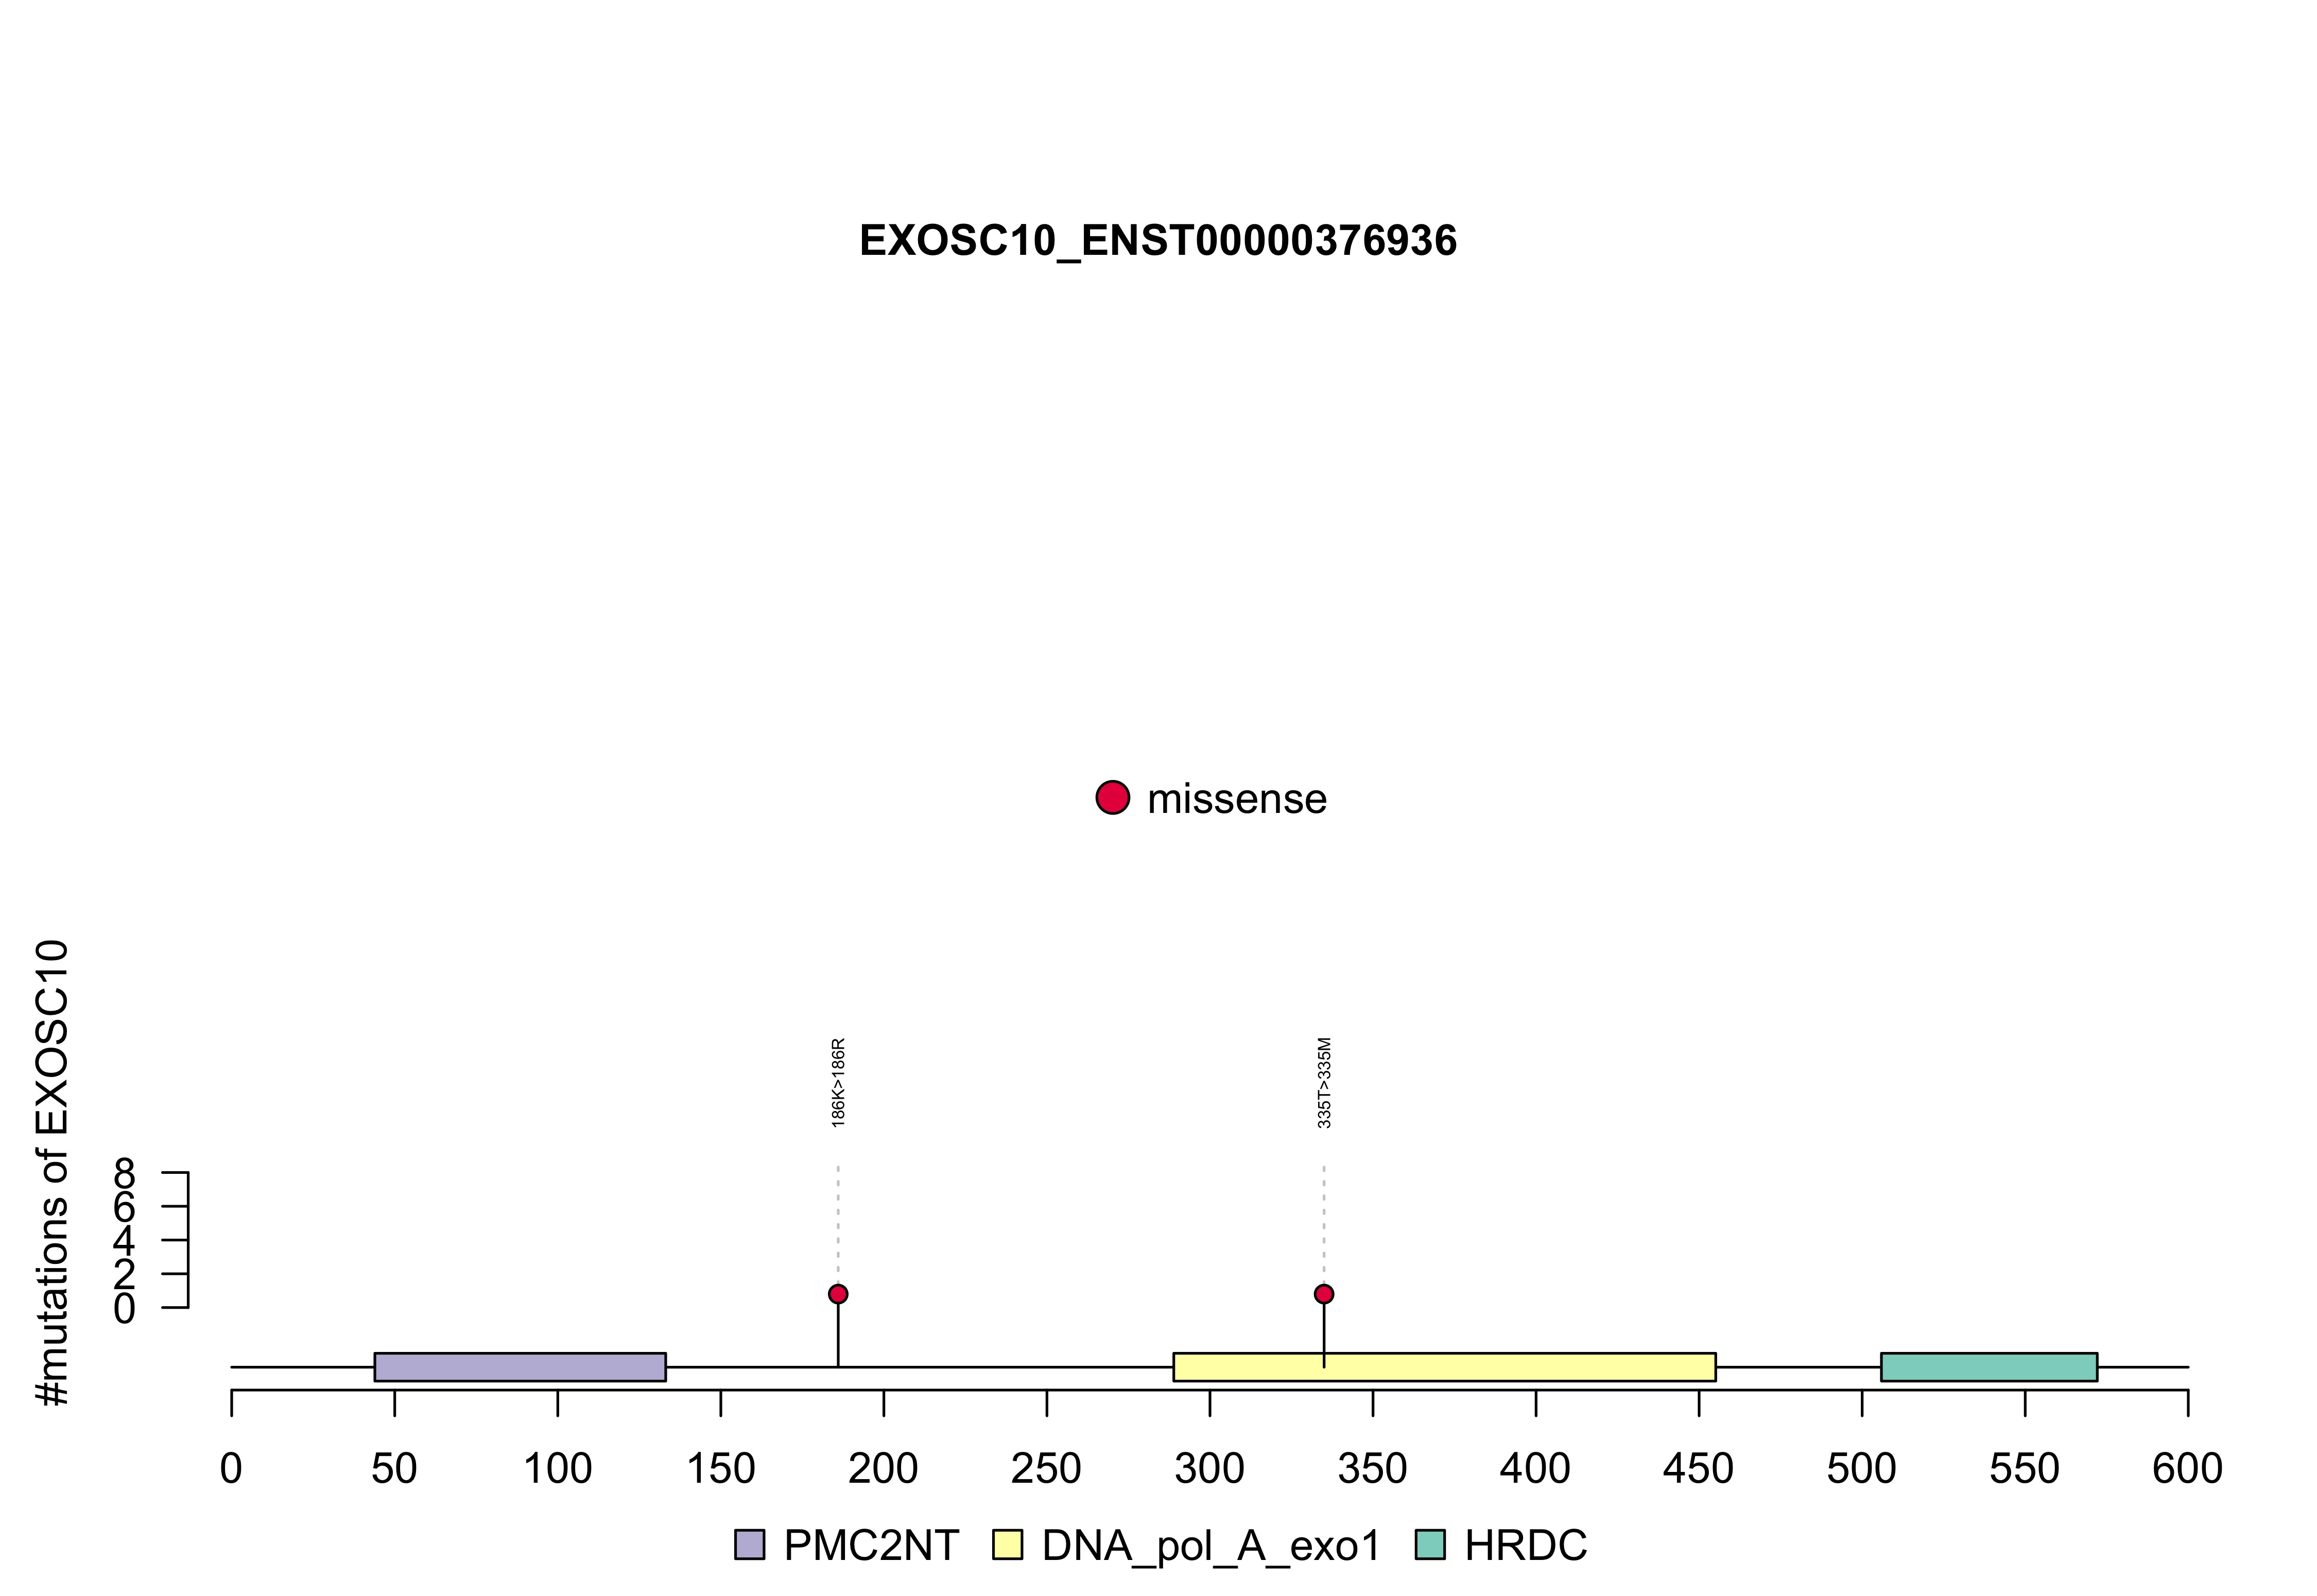 EXOSC10_ENST00000376936
missense
#mutations of EXOSC10
186K>186R
335T>335M
8
6
4
2
0
0 50 100 150 200 250 300 350 400 450 500 550 600
PMC2NT DNA_pol_A_exo1 HRDC